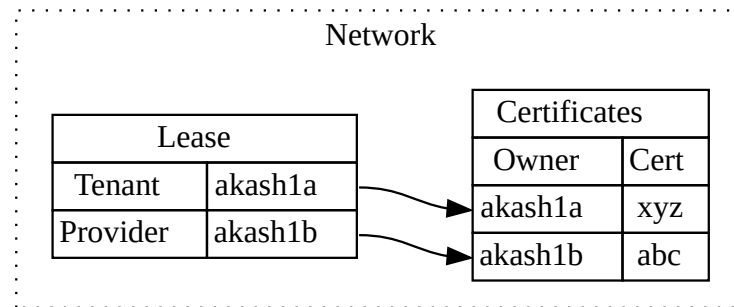 Network
Lease
Tenant akash1a
Provider akash1b
Certificates
Owner Cert
akash1a xyz
akash1b abc